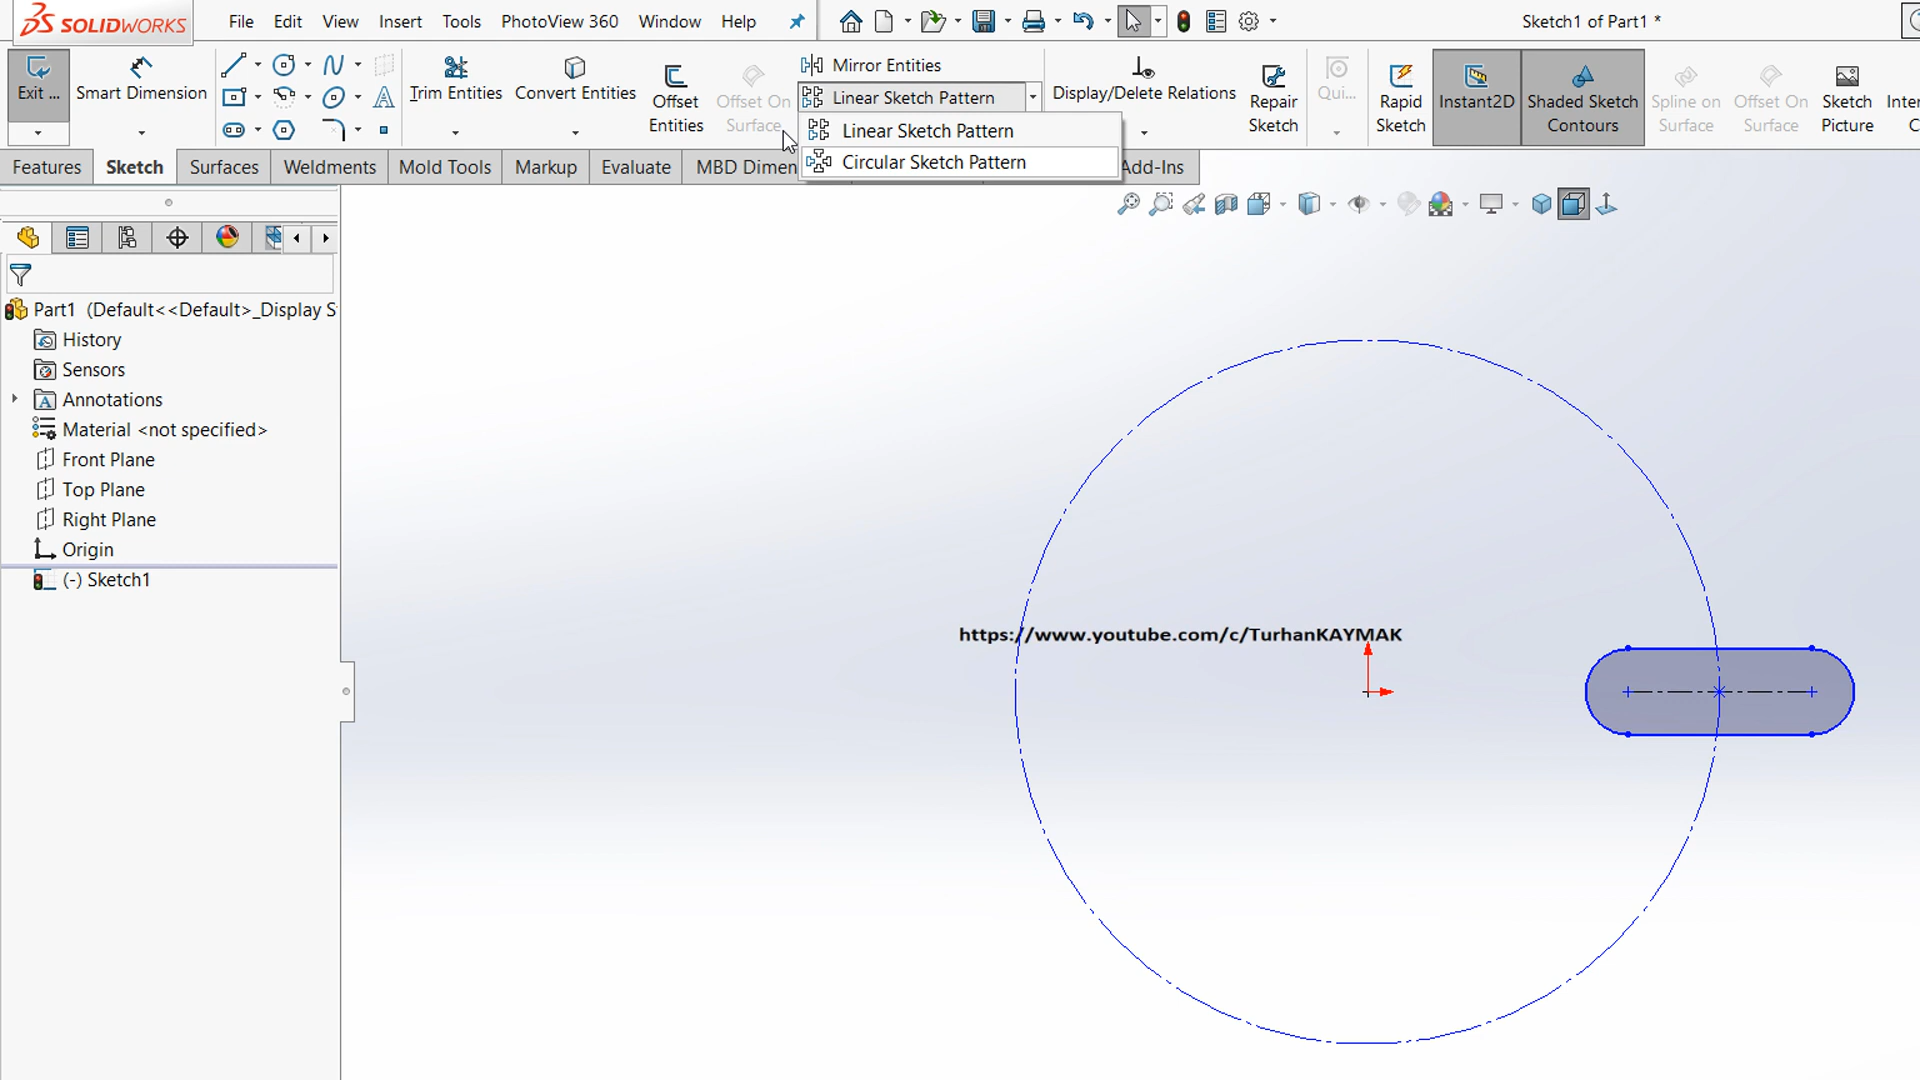 SOLIDWORKS
File Edit View Insert Tools PhotoView 360 Window Help
Sketch1 of Part1 *
Exit ...
Smart Dimension
Trim Entities
Convert Entities
Offset
Entities
Offset On
Surface
Mirror Entities
Linear Sketch Pattern
Linear Sketch Pattern
Circular Sketch Pattern
Display/Delete Relations
Repair
Sketch
Qui...
Rapid
Sketch
Instant2D
Shaded Sketch
Contours
Spline on
Surface
Offset On
Surface
Sketch
Picture
Features Sketch Surfaces Weldments Mold Tools Markup Evaluate MBD Dimen Add-Ins
Part1 (Default<<Default>_Display S
History
Sensors
Annotations
Material <not specified>
Front Plane
Top Plane
Right Plane
Origin
(-) Sketch1
https://www.youtube.com/c/TurhanKAYMAK